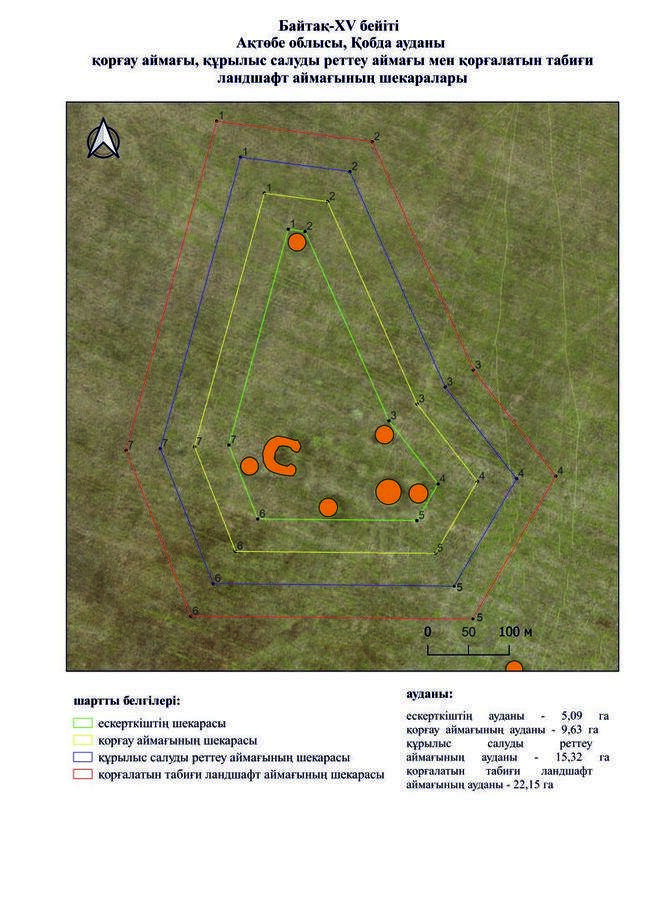 Байтақ-XV бейіті
Ақтөбе облысы, Қобда ауданы
қорғау аймағы, құрылыс салуды реттеу аймағы мен қорғалатын табиғи
ландшафт аймағының шекаралары
1
2
1
2
1
2
1
2
3
3
3
3
7
7
7
7
4
4
4
4
6
5
6
5
6
5
6
5
0 50 100 м
шартты белгілері:
ескерткіштің шекарасы
қорғау аймағының шекарасы
құрылыс салуды реттеу аймағының шекарасы
қорғалатын табиғи ландшафт аймағының шекарасы
ауданы:
ескерткіштің ауданы - 5,09 га
қорғау аймағының ауданы - 9,63 га
құрылыс салуды реттеу
аймағының ауданы - 15,32 га
қорғалатын табиғи ландшафт
аймағының ауданы - 22,15 га